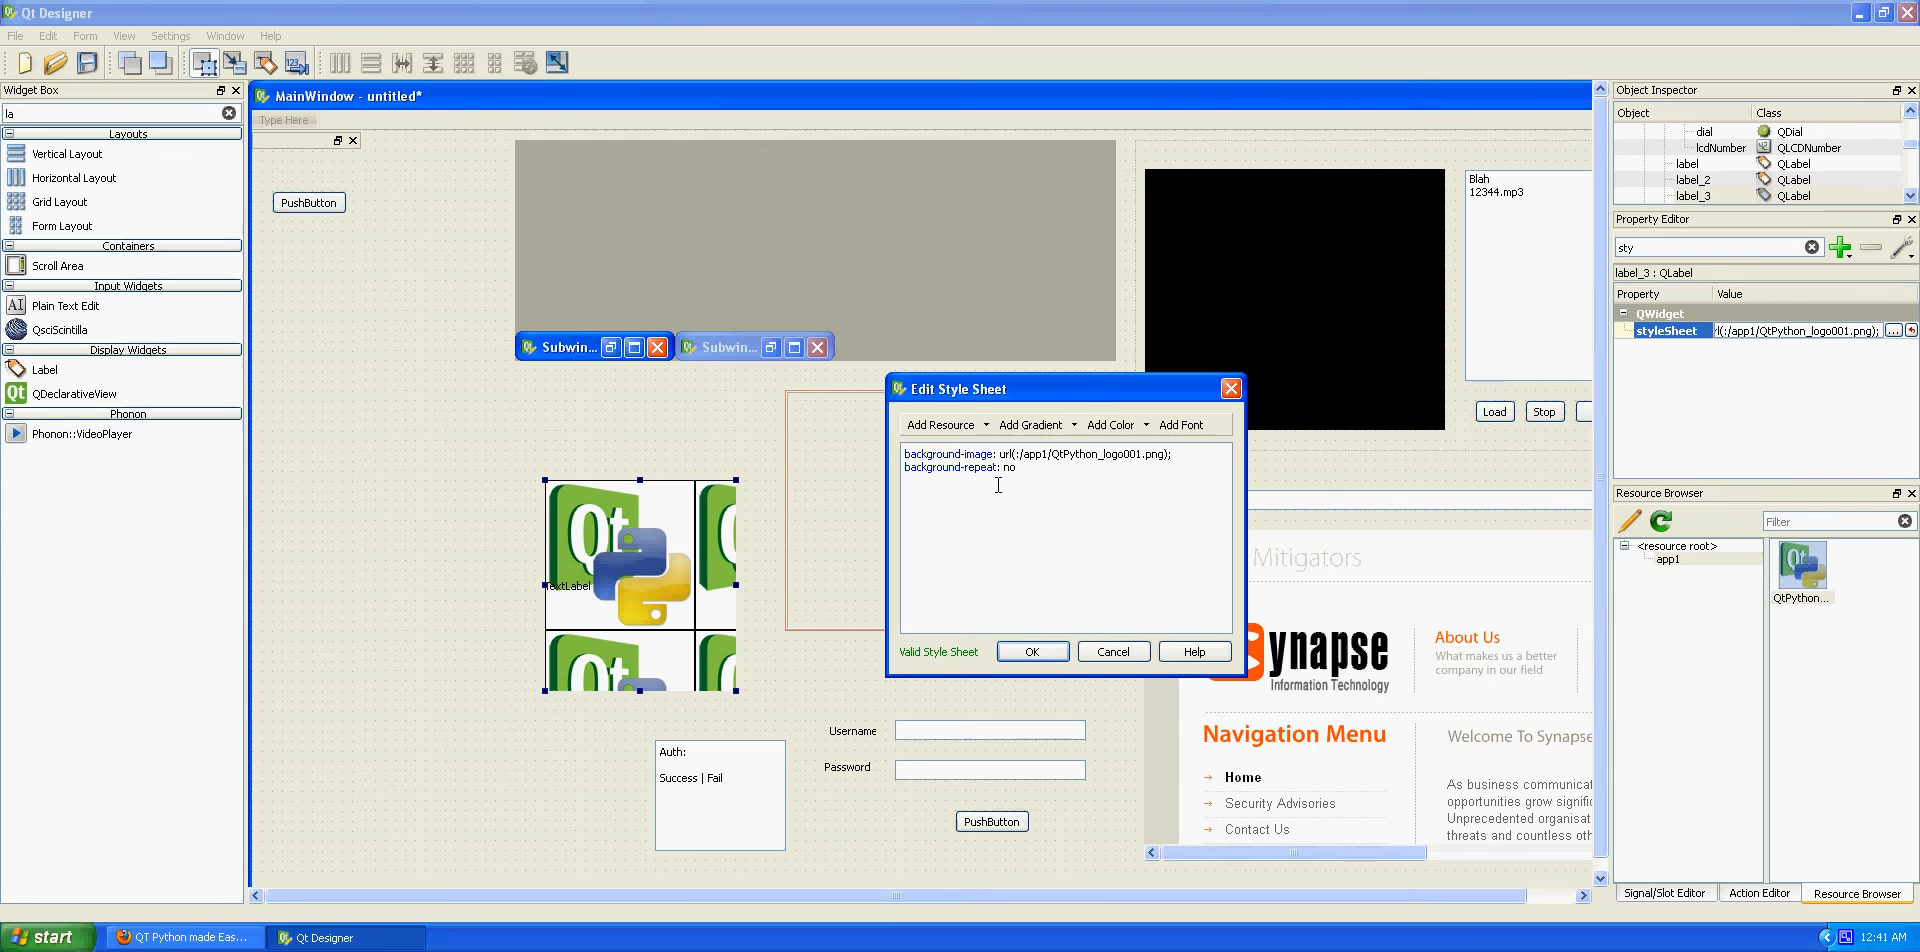 Qt Designer
File Edit Form View Settings Window Help
Widget Box
la
Layouts
Vertical Layout
Horizontal Layout
Grid Layout
Form Layout
Containers
Scroll Area
Input Widgets
AI Plain Text Edit
QsciScintilla
Display Widgets
Label
Qt QDeclarativeView
Phonon
Phonon::VideoPlayer
MainWindow - untitled*
Type Here
PushButton
Subwin...
Subwin...
Blah
12344.mp3
Load Stop
Edit Style Sheet
Add Resource Add Gradient Add Color Add Font
background-image: url(:/app1/QtPython_logo001.png);
background-repeat: no
Valid Style Sheet OK Cancel Help
Qt
TextLabel
Auth:
Success | Fail
Username
Password
PushButton
Mitigators
Synapse
Information Technology
About Us
What makes us a better
company in our field
Navigation Menu
Home
Security Advisories
Contact Us
Welcome To Synapse
As business communicat
opportunities grow signific
Unprecedented organisat
threats and countless oth
Object Inspector
Object Class
dial QDial
lcdNumber QLCDNumber
label QLabel
label_2 QLabel
label_3 QLabel
Property Editor
sty
label_3 : QLabel
Property Value
QWidget
styleSheet rl(:/app1/QtPython_logo001.png); ...
Resource Browser
Filter
<resource root>
app1
QtPython...
Signal/Slot Editor Action Editor Resource Browser
start QT Python made Eas... Qt Designer 12:41 AM